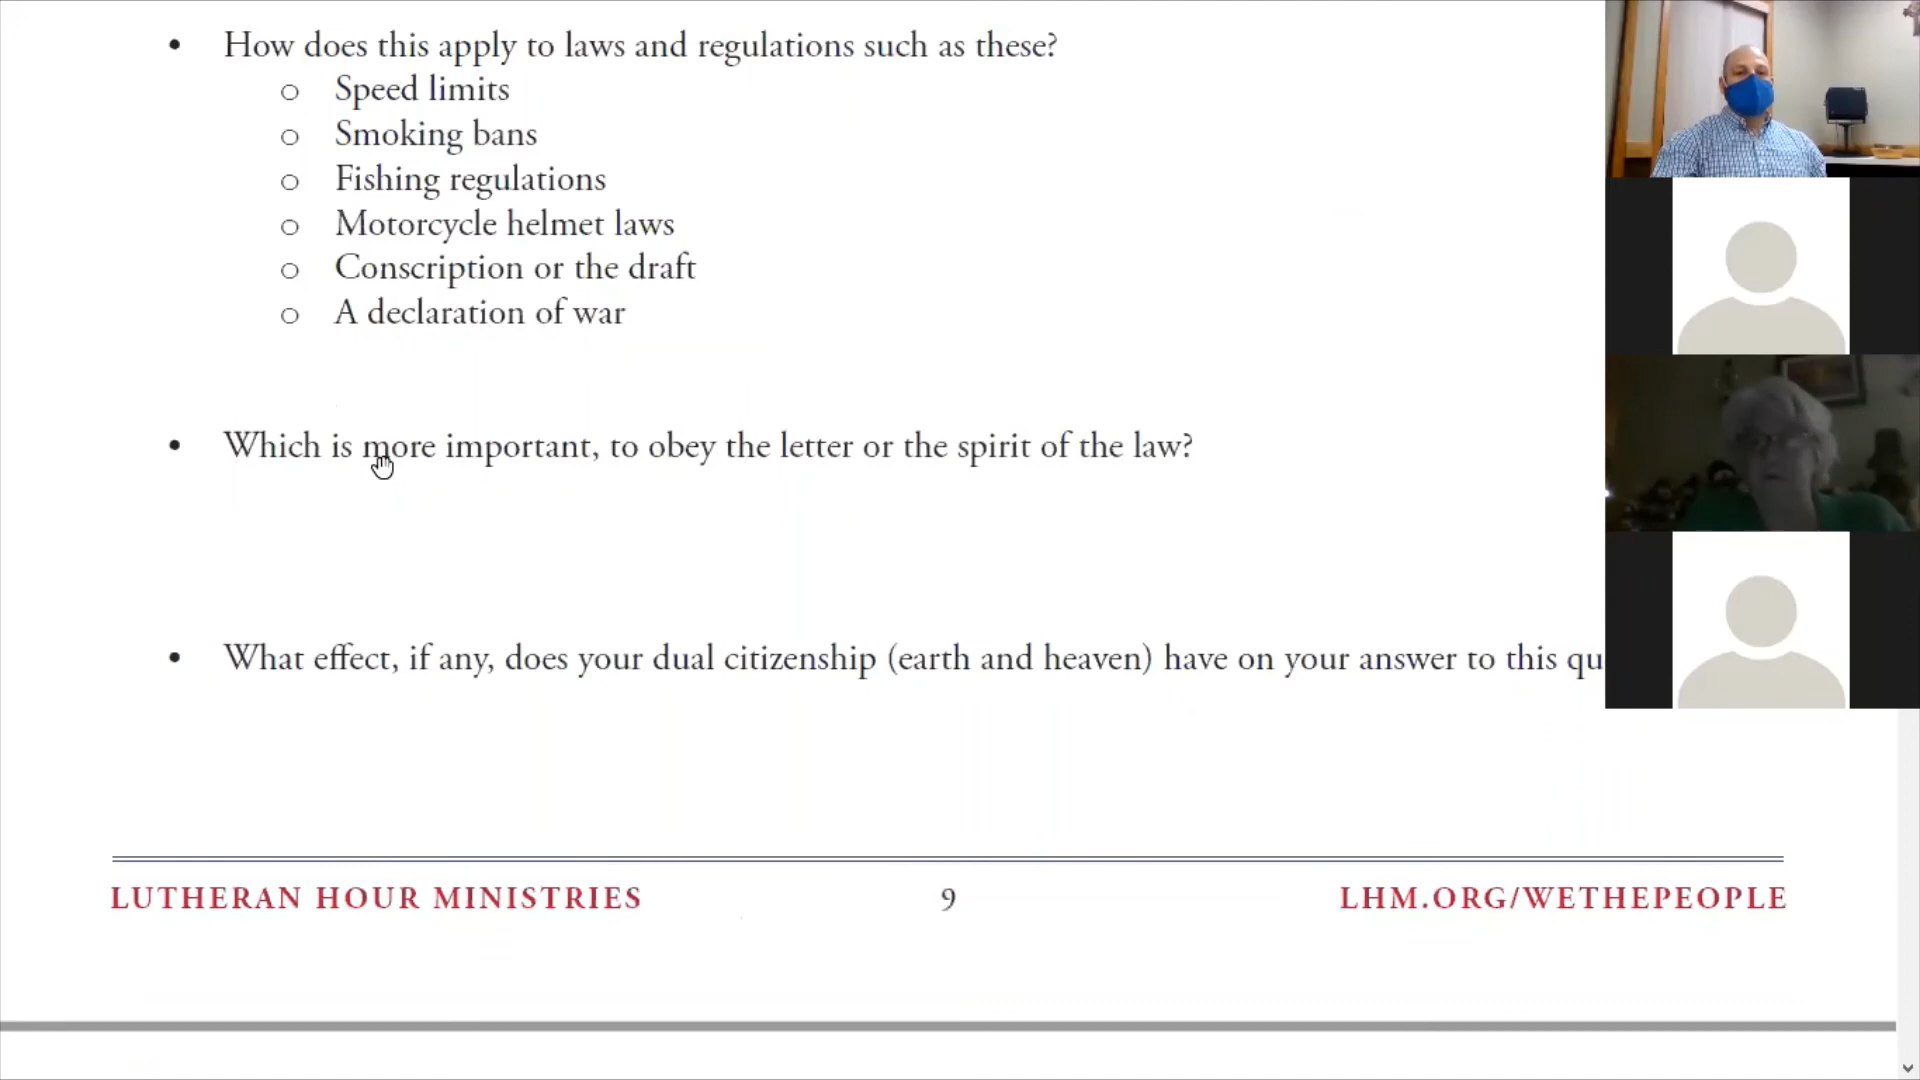 • How does this apply to laws and regulations such as these?
o Speed limits
o Smoking bans
o Fishing regulations
o Motorcycle helmet laws
o Conscription or the draft
o A declaration of war
• Which is more important, to obey the letter or the spirit of the law?
• What effect, if any, does your dual citizenship (earth and heaven) have on your answer to this qu
LUTHERAN HOUR MINISTRIES 9 LHM.ORG/WETHEPEOPLE